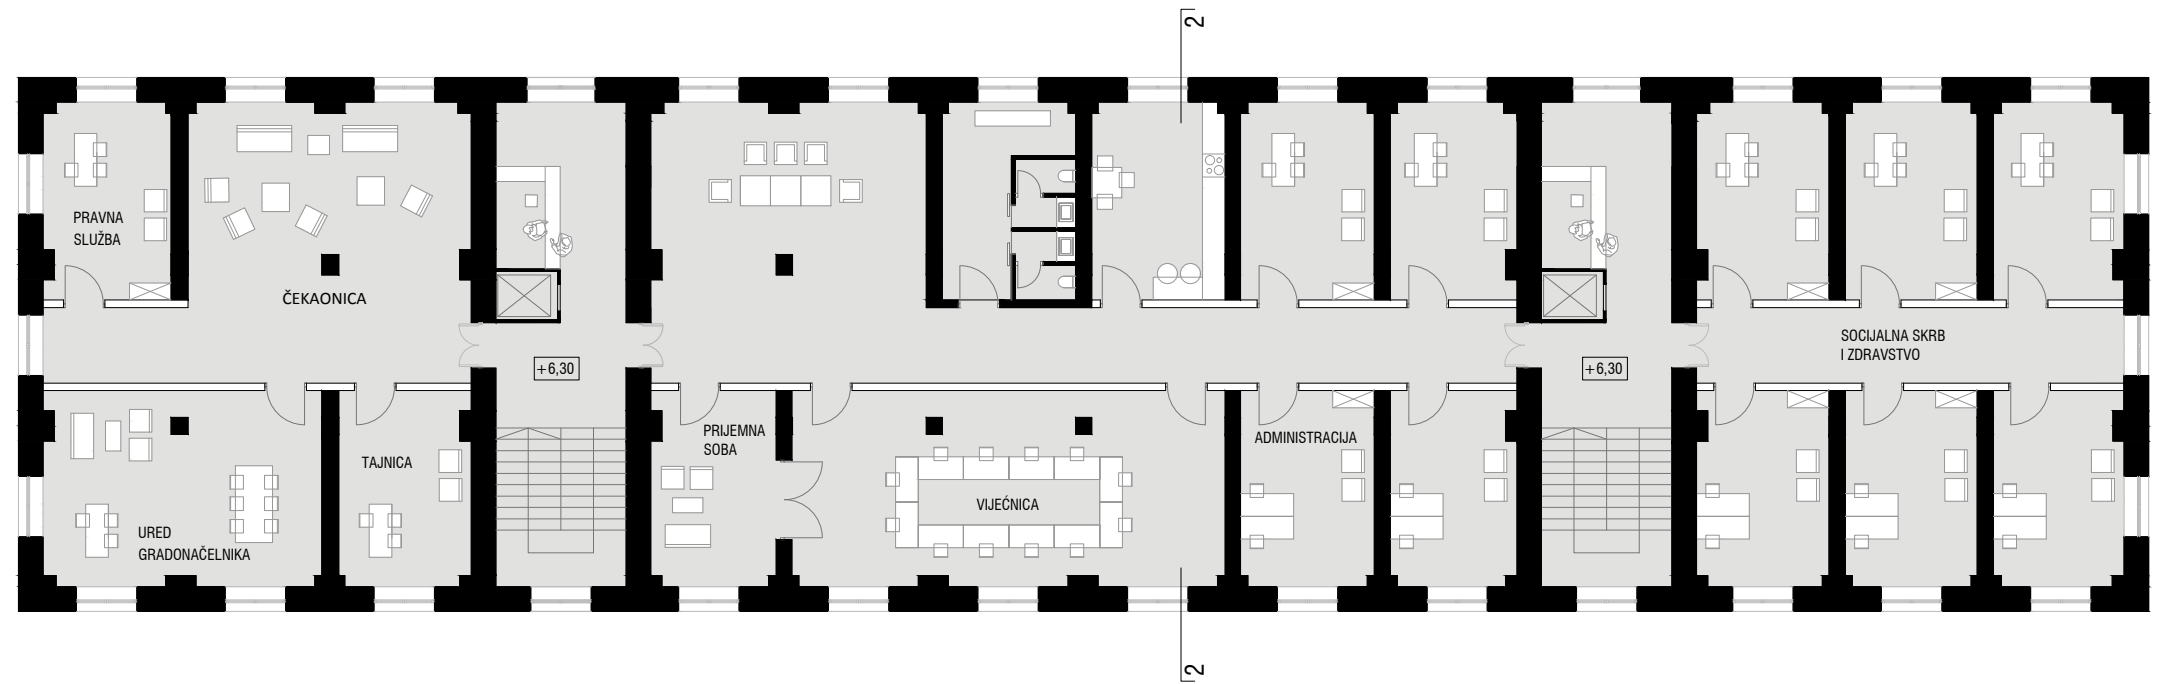 2
PRAVNA
SLUŽBA
ČEKAONICA
+6,30
SOCIJALNA SKRB
I ZDRAVSTVO
+6,30
URED
GRADONAČELNIKA
TAJNICA
PRIJEMNA
SOBA
VIJEĆNICA
ADMINISTRACIJA
2